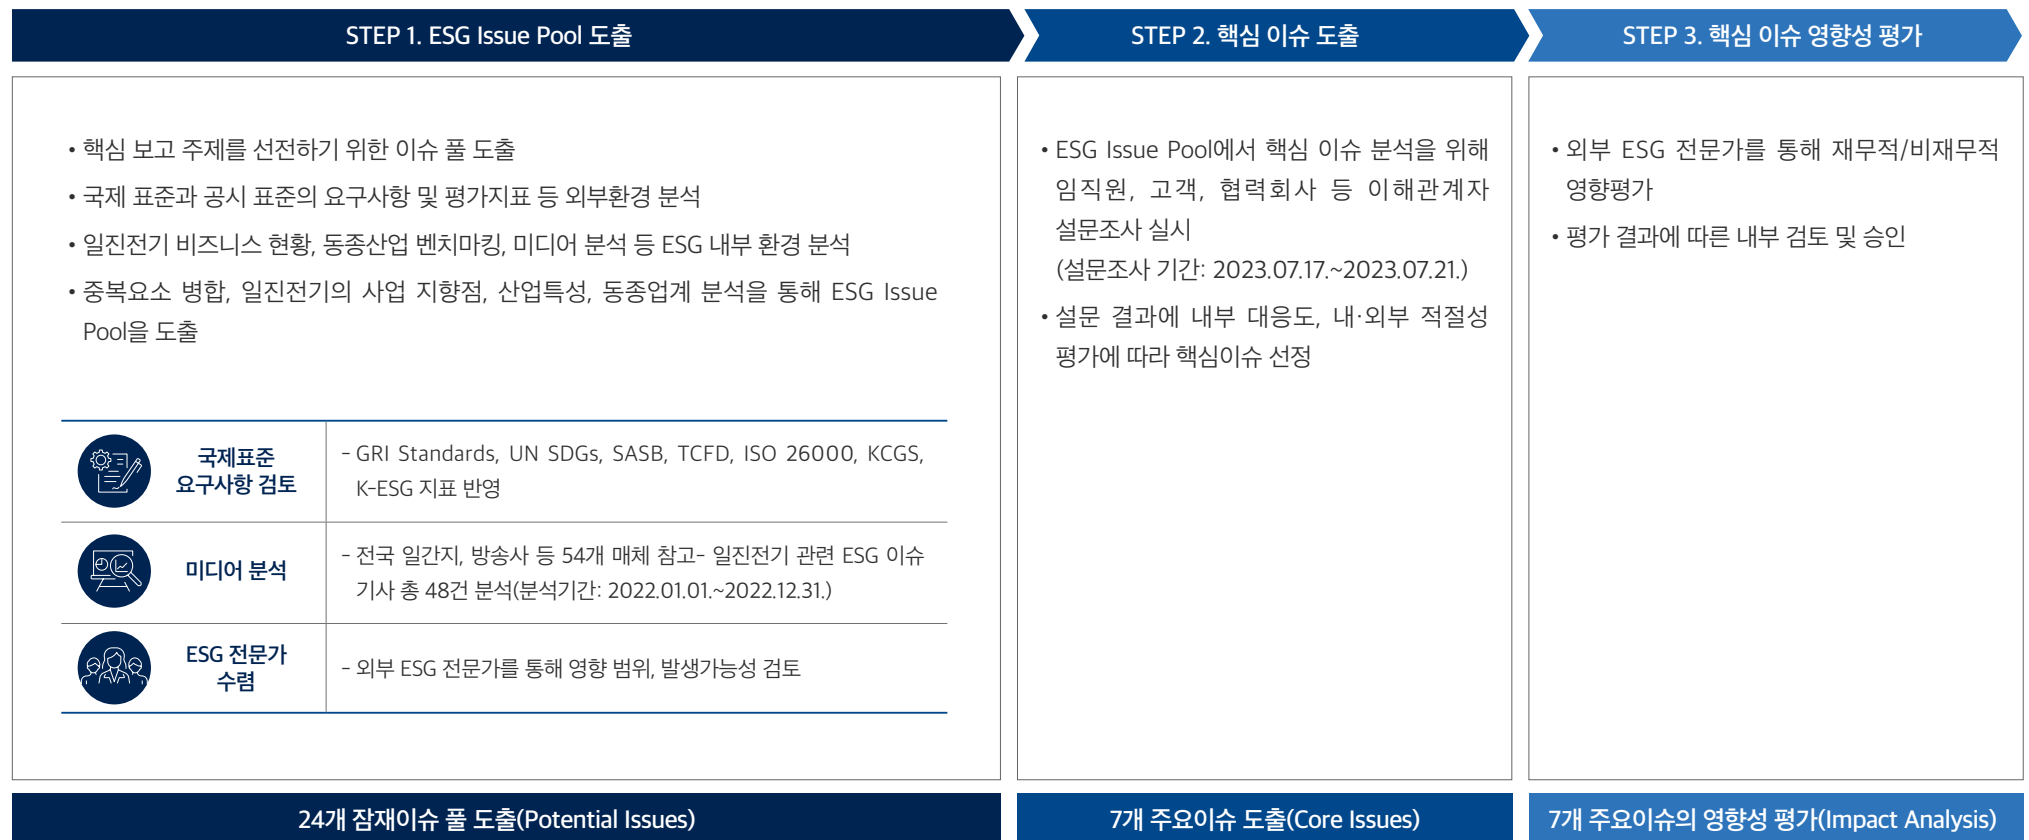 STEP 1. ESG Issue Pool 도출
• 핵심 보고 주제를 선전하기 위한 이슈 풀 도출
• 국제 표준과 공시 표준의 요구사항 및 평가지표 등 외부환경 분석
• 일진전기 비즈니스 현황, 동종산업 벤치마킹, 미디어 분석 등 ESG 내부 환경 분석
• 중복요소 병합, 일진전기의 사업 지향점, 산업특성, 동종업계 분석을 통해 ESG Issue
Pool을 도출
국제표준
요구사항 검토
- GRI Standards, UN SDGs, SASB, TCFD, ISO 26000, KCGS,
K-ESG 지표 반영
미디어 분석
- 전국 일간지, 방송사 등 54개 매체 참고- 일진전기 관련 ESG 이슈
기사 총 48건 분석(분석기간: 2022.01.01.~2022.12.31.)
ESG 전문가
수렴
- 외부 ESG 전문가를 통해 영향 범위, 발생가능성 검토
24개 잠재이슈 풀 도출(Potential Issues)
STEP 2. 핵심 이슈 도출
• ESG Issue Pool에서 핵심 이슈 분석을 위해
임직원, 고객, 협력회사 등 이해관계자
설문조사 실시
(설문조사 기간: 2023.07.17.~2023.07.21.)
• 설문 결과에 내부 대응도, 내·외부 적절성
평가에 따라 핵심이슈 선정
7개 주요이슈 도출(Core Issues)
STEP 3. 핵심 이슈 영향성 평가
• 외부 ESG 전문가를 통해 재무적/비재무적
영향평가
• 평가 결과에 따른 내부 검토 및 승인
7개 주요이슈의 영향성 평가(Impact Analysis)